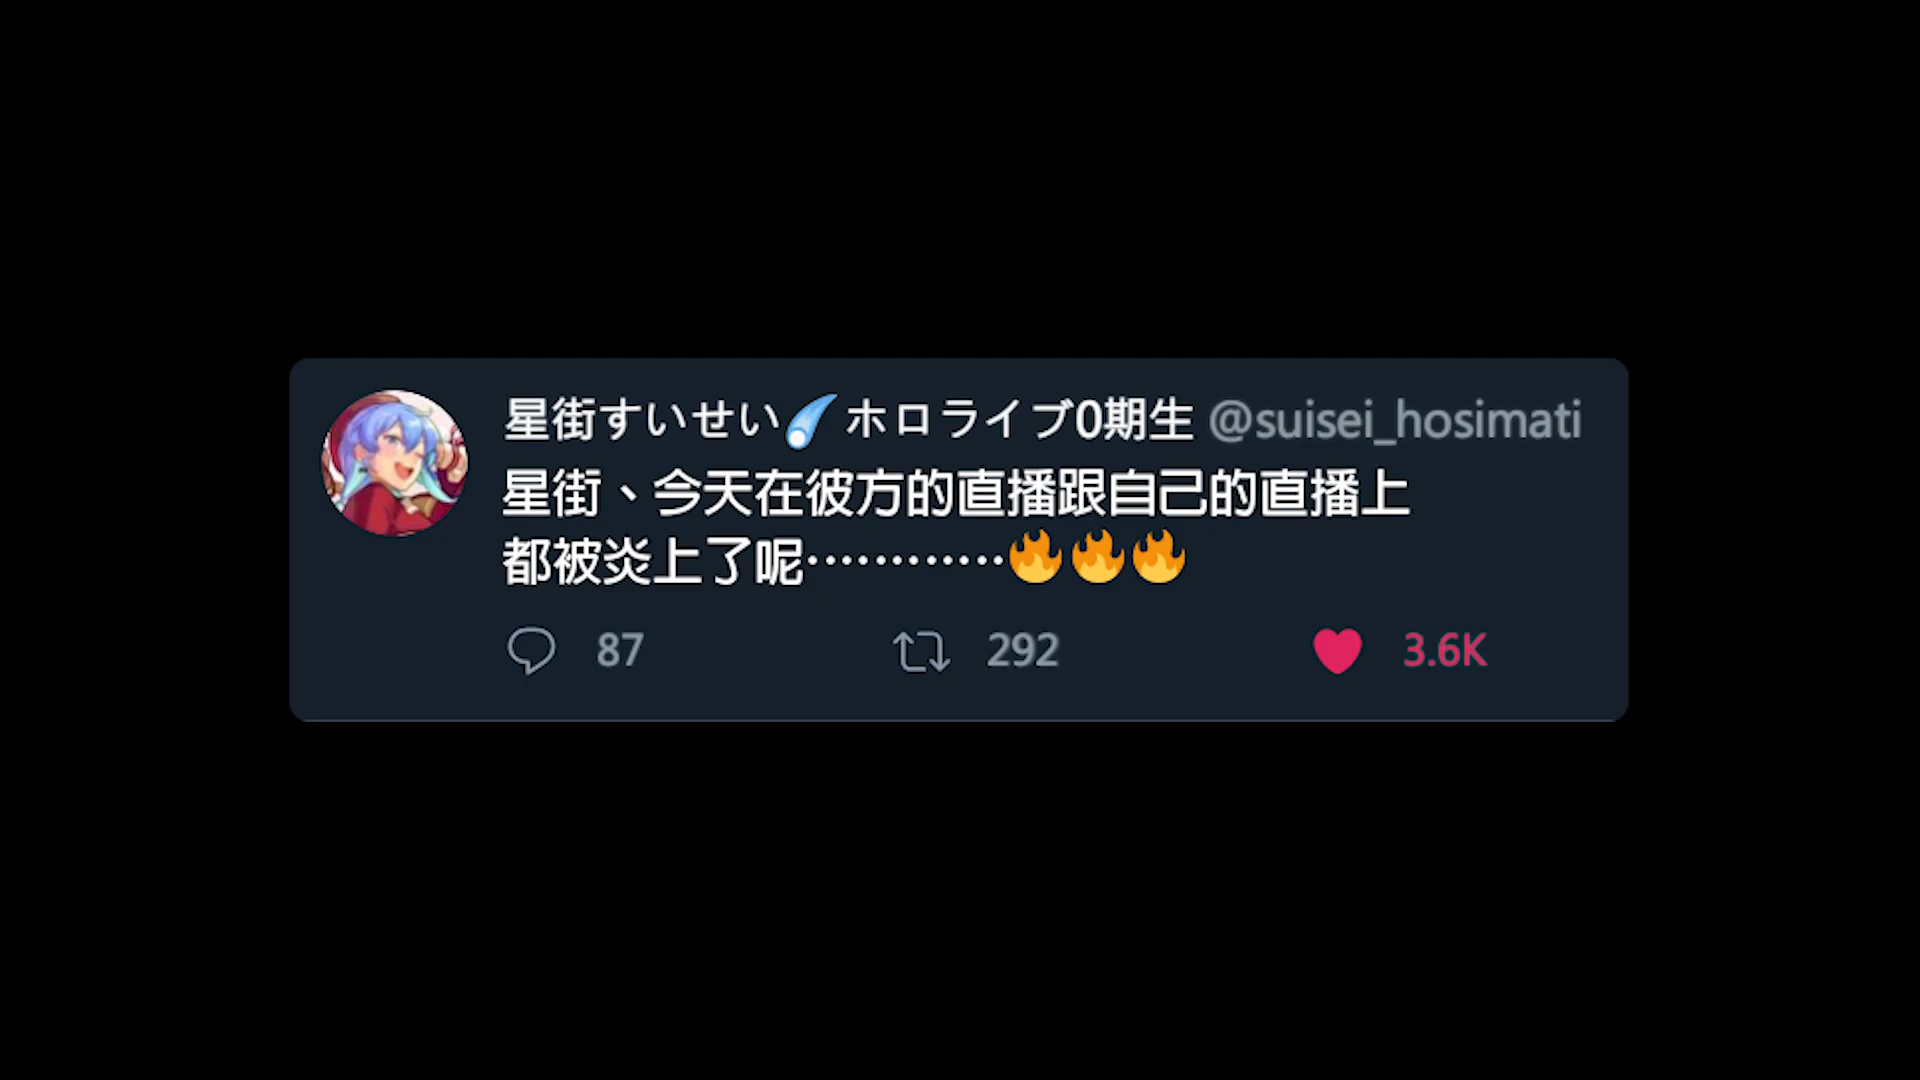 星街すいせい☄️ホロライブ0期生 @suisei_hosimati
星街、今天在彼方的直播跟自己的直播上
都被炎上了呢…………🔥🔥🔥
87 292 3.6K